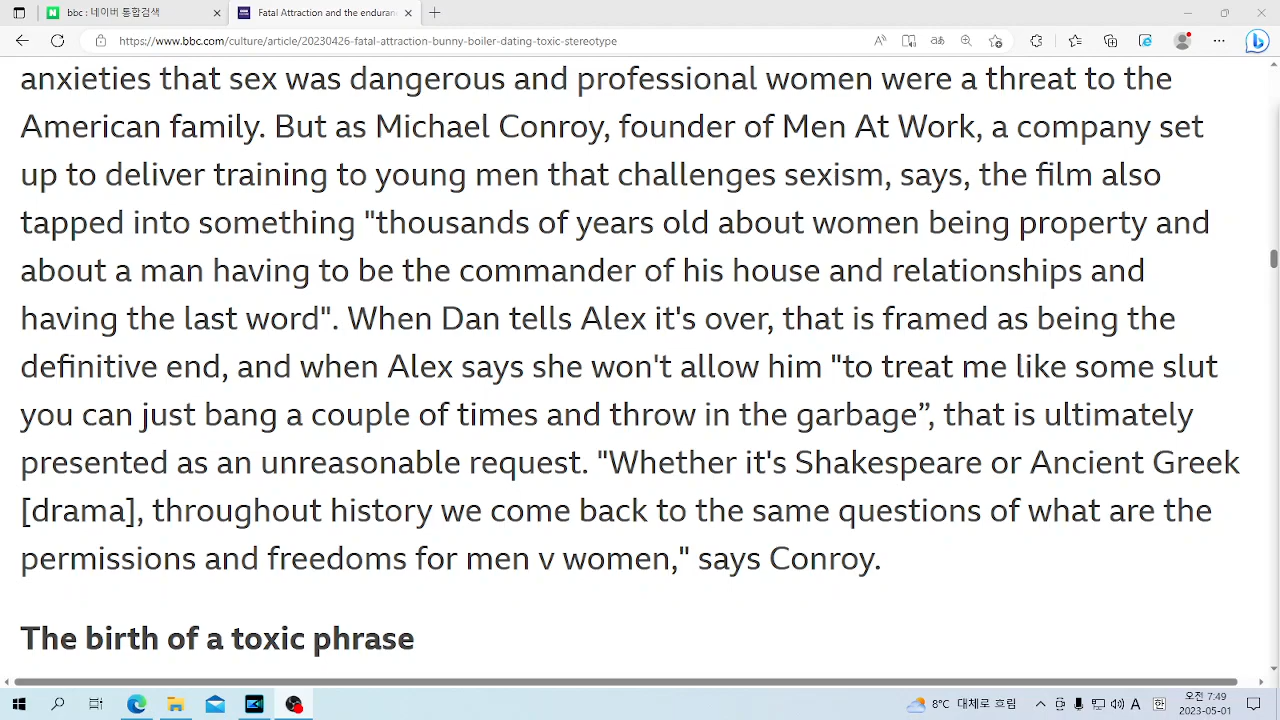 bbc : 네이버 통합검색
Fatal Attraction and the enduran
https://www.bbc.com/culture/article/20230426-fatal-attraction-bunny-boiler-dating-toxic-stereotype
anxieties that sex was dangerous and professional women were a threat to the
American family. But as Michael Conroy, founder of Men At Work, a company set
up to deliver training to young men that challenges sexism, says, the film also
tapped into something "thousands of years old about women being property and
about a man having to be the commander of his house and relationships and
having the last word". When Dan tells Alex it's over, that is framed as being the
definitive end, and when Alex says she won't allow him "to treat me like some slut
you can just bang a couple of times and throw in the garbage”, that is ultimately
presented as an unreasonable request. "Whether it's Shakespeare or Ancient Greek
[drama], throughout history we come back to the same questions of what are the
permissions and freedoms for men v women," says Conroy.
The birth of a toxic phrase
8°C 대체로 흐림
A
오전 7:49
2023-05-01